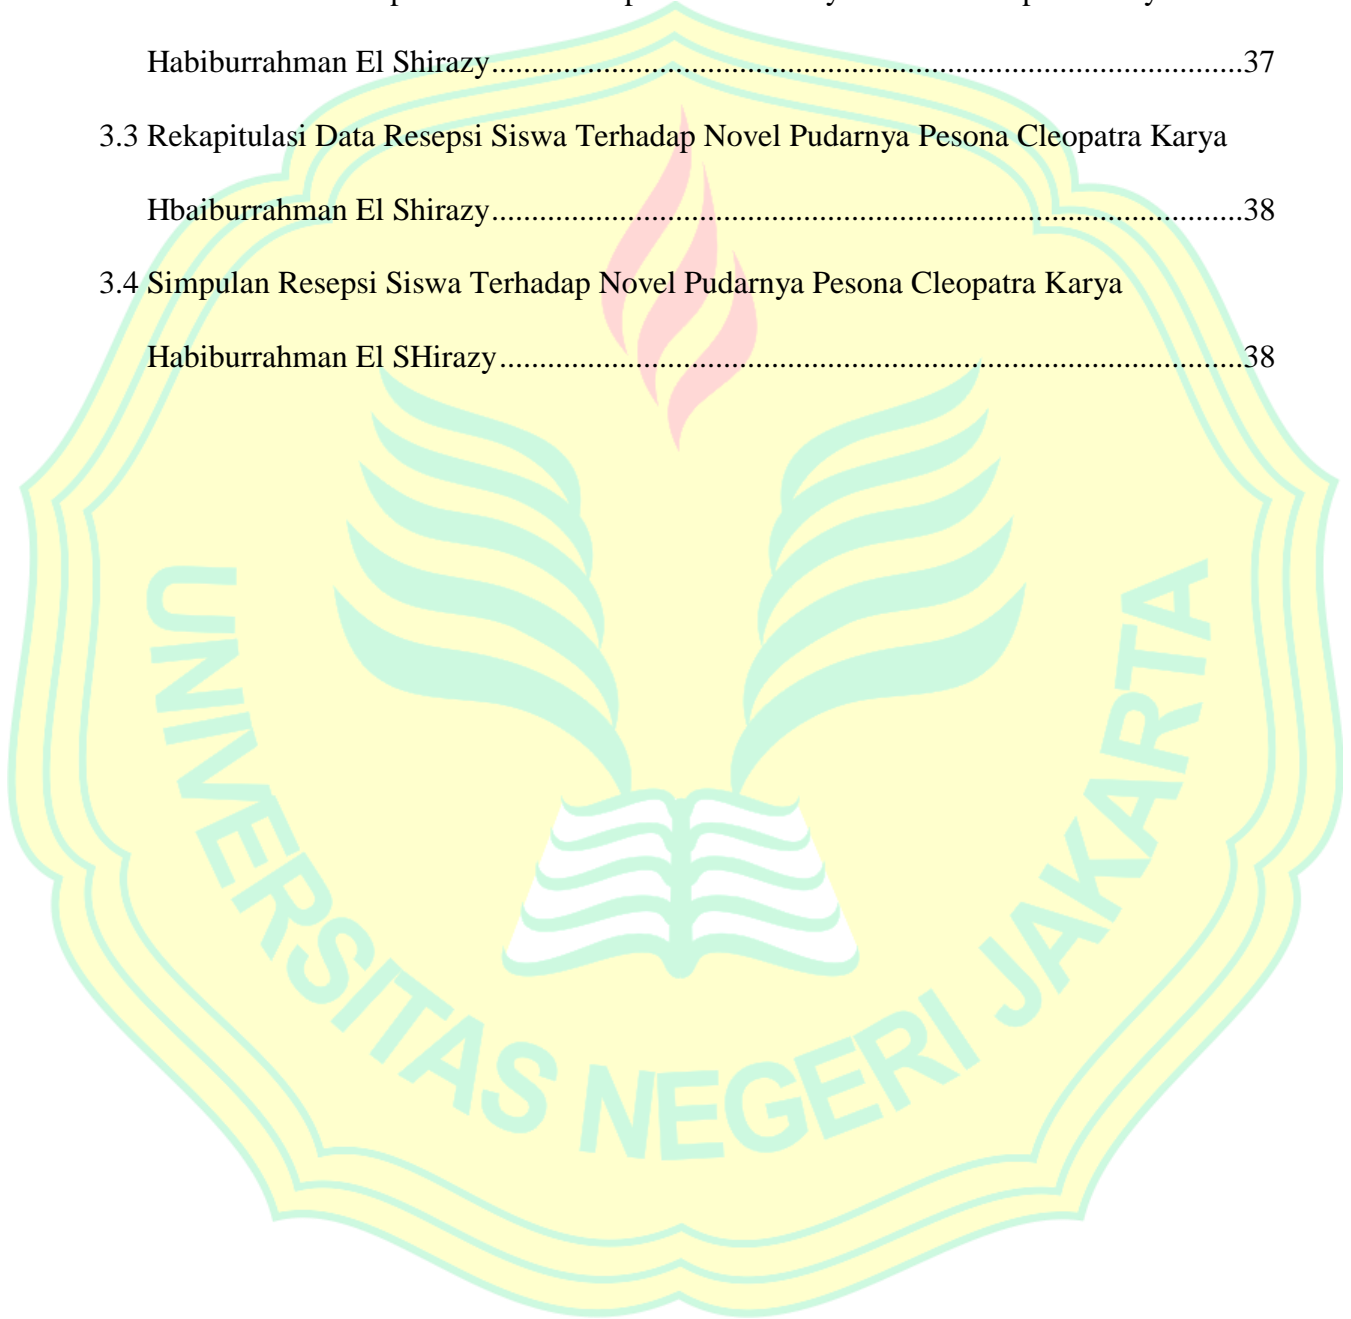 Habiburrahman El Shirazy..............................................................................................37
3.3 Rekapitulasi Data Resepsi Siswa Terhadap Novel Pudarnya Pesona Cleopatra Karya
Hbaiburrahman El Shirazy..............................................................................................38
3.4 Simpulan Resepsi Siswa Terhadap Novel Pudarnya Pesona Cleopatra Karya
Habiburrahman El SHirazy.............................................................................................38
UNIVERSITAS NEGERI JAKARTA